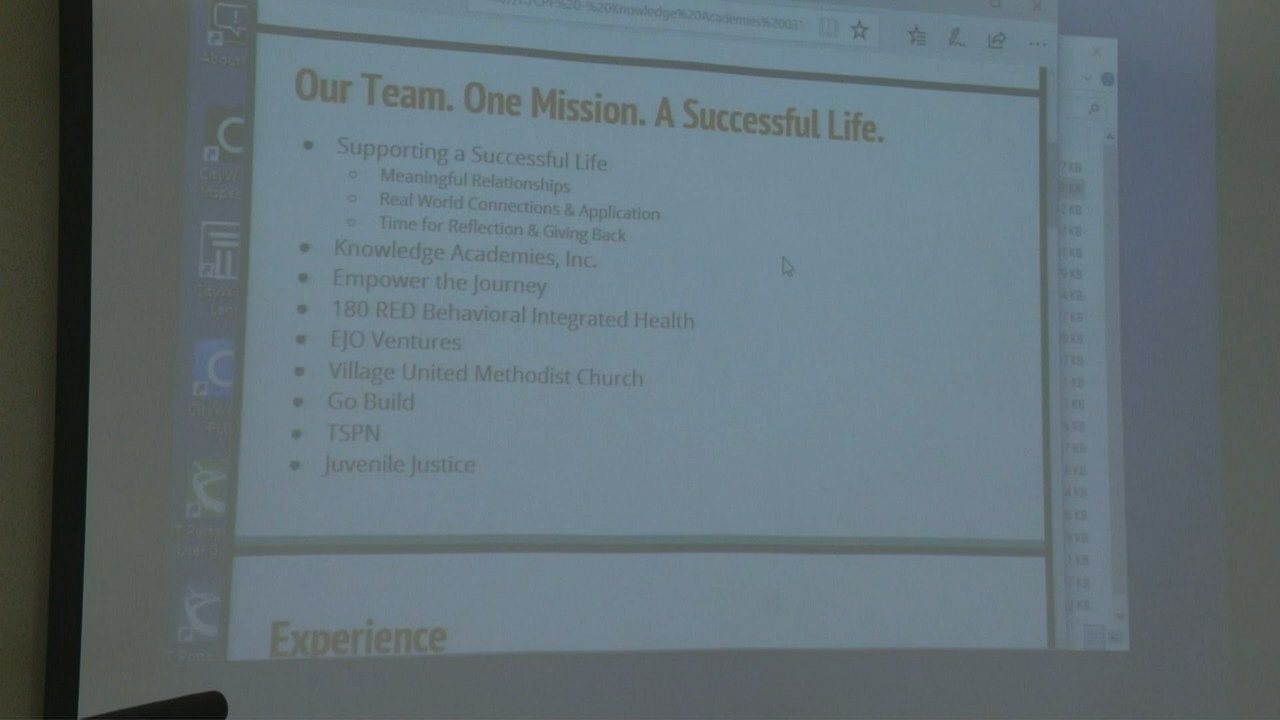 Our Team. One Mission. A Successful Life.
Supporting a Successful Life
Meaningful Relationships
Real World Connections & Application
Time for Reflection & Giving Back
Knowledge Academies, Inc.
Empower the Journey
180 RED Behavioral Integrated Health
EJO Ventures
Village United Methodist Church
Go Build
TSPN
Juvenile Justice
Experience